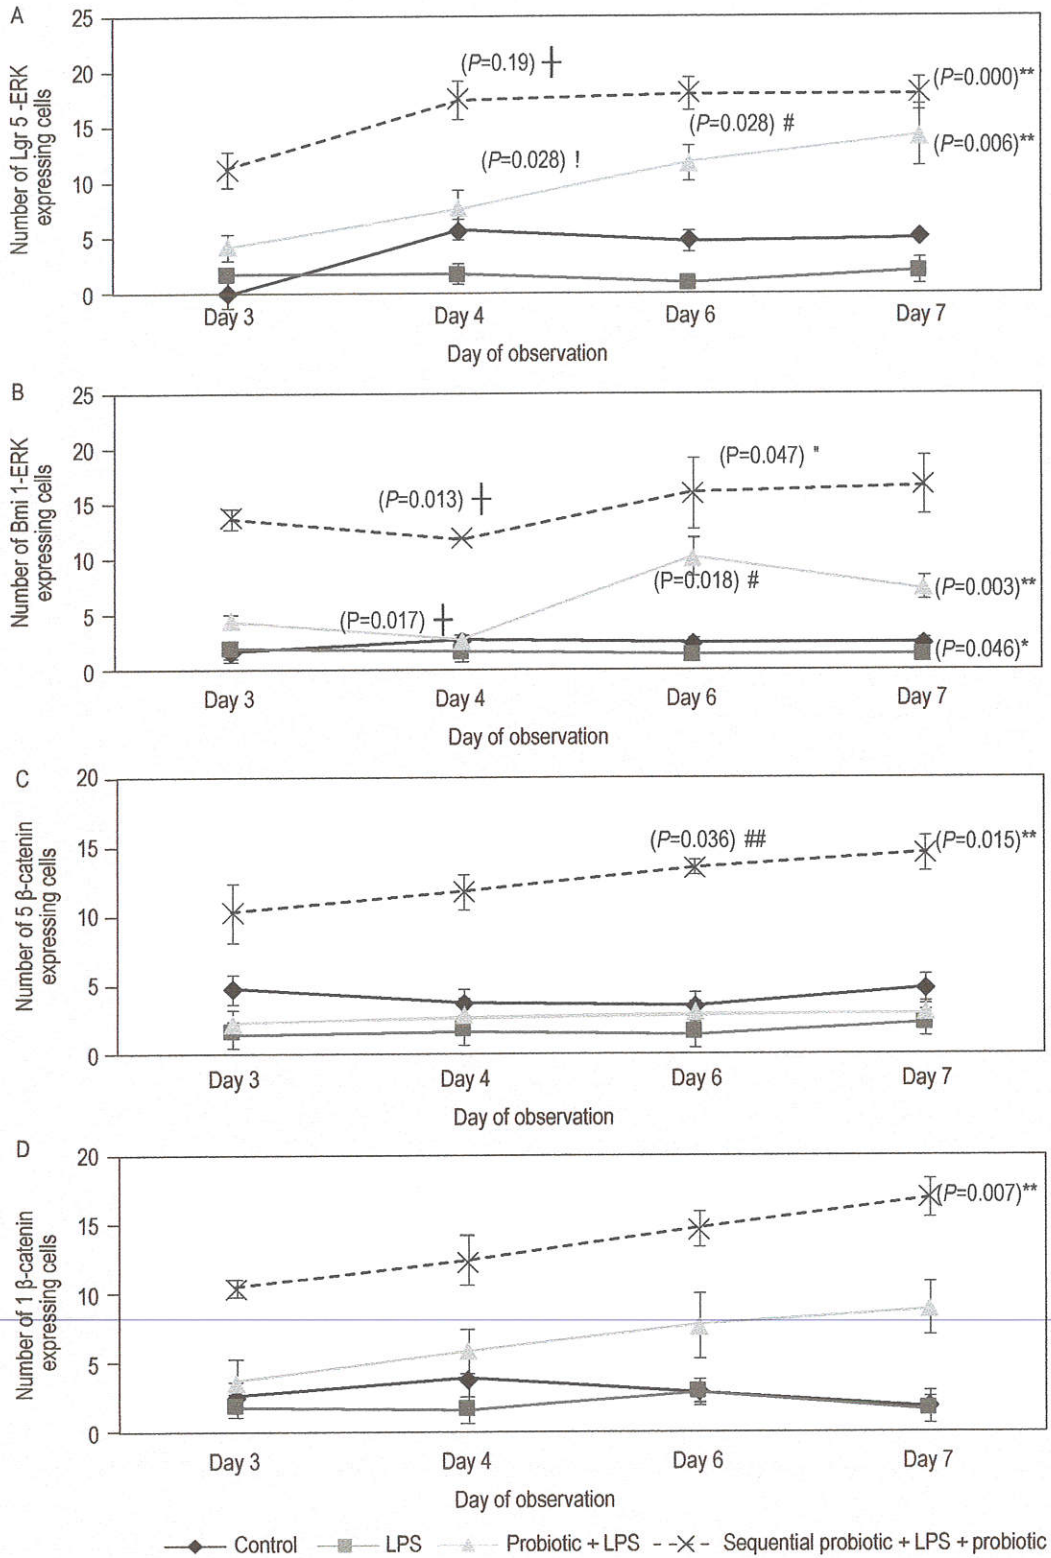 A
Number of Lgr 5 -ERK
expressing cells
25
20
15
10
5
0
(P=0.19) ┼
(P=0.000)**
(P=0.028) #
(P=0.006)**
(P=0.028) !
Day 3 Day 4 Day 6 Day 7
Day of observation
B
Number of Bmi 1-ERK
expressing cells
25
20
15
10
5
0
(P=0.047) *
(P=0.013) ┼
(P=0.018) #
(P=0.003)**
(P=0.017) ┼
(P=0.046)*
Day 3 Day 4 Day 6 Day 7
Day of observation
C
Number of 5 β-catenin
expressing cells
20
15
10
5
0
(P=0.036) ##
(P=0.015)**
Day 3 Day 4 Day 6 Day 7
Day of observation
D
Number of 1 β-catenin
expressing cells
20
15
10
5
0
(P=0.007)**
Day 3 Day 4 Day 6 Day 7
Day of observation
Control LPS Probiotic + LPS Sequential probiotic + LPS + probiotic